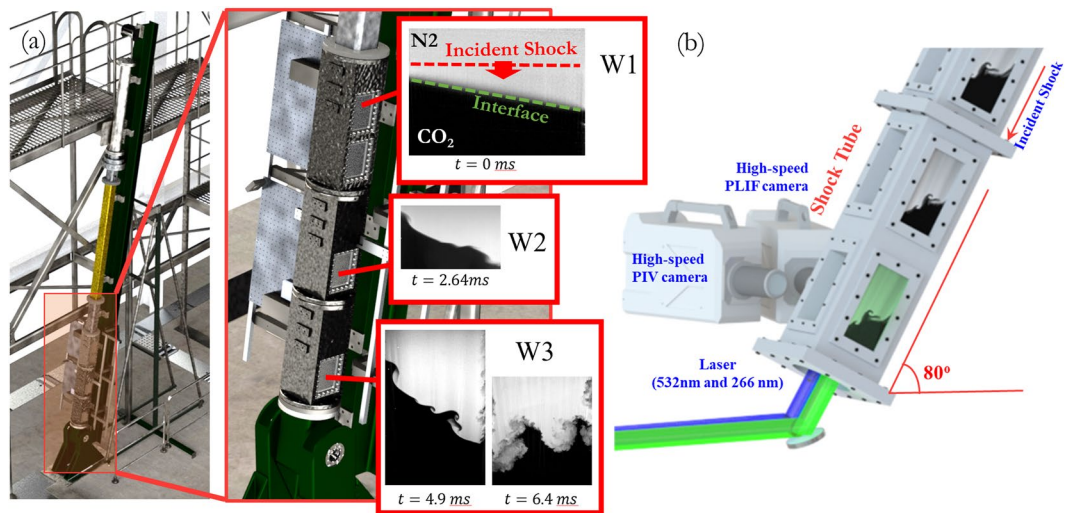 (a)
N2
Incident Shock
Interface
CO2
t = 0 ms
W1
W2
t = 2.64ms
W3
t = 4.9 ms
t = 6.4 ms
(b)
Incident Shock
Shock Tube
High-speed
PLIF camera
High-speed
PIV camera
Laser
(532nm and 266 nm)
80o